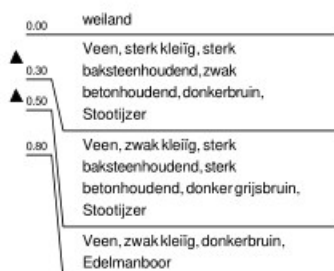 0.00 weiland
Veen, sterk kleiïg, sterk
0.30 baksteenhoudend, zwak
betonhoudend, donkerbruin,
0.50
Stootijzer
0.80 Veen, zwak kleiïg, sterk
baksteenhoudend, sterk
betonhoudend, donker grijsbruin,
Stootijzer
Veen, zwak kleiïg, donkerbruin,
Edelmanboor